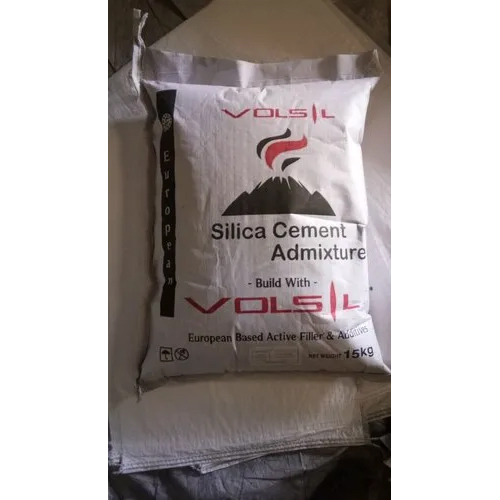 VOLSIL
European
Silica Cement
Admixture
- Build With -
VOLSIL
European Based Active Filler & Additives
NET WEIGHT 15kg